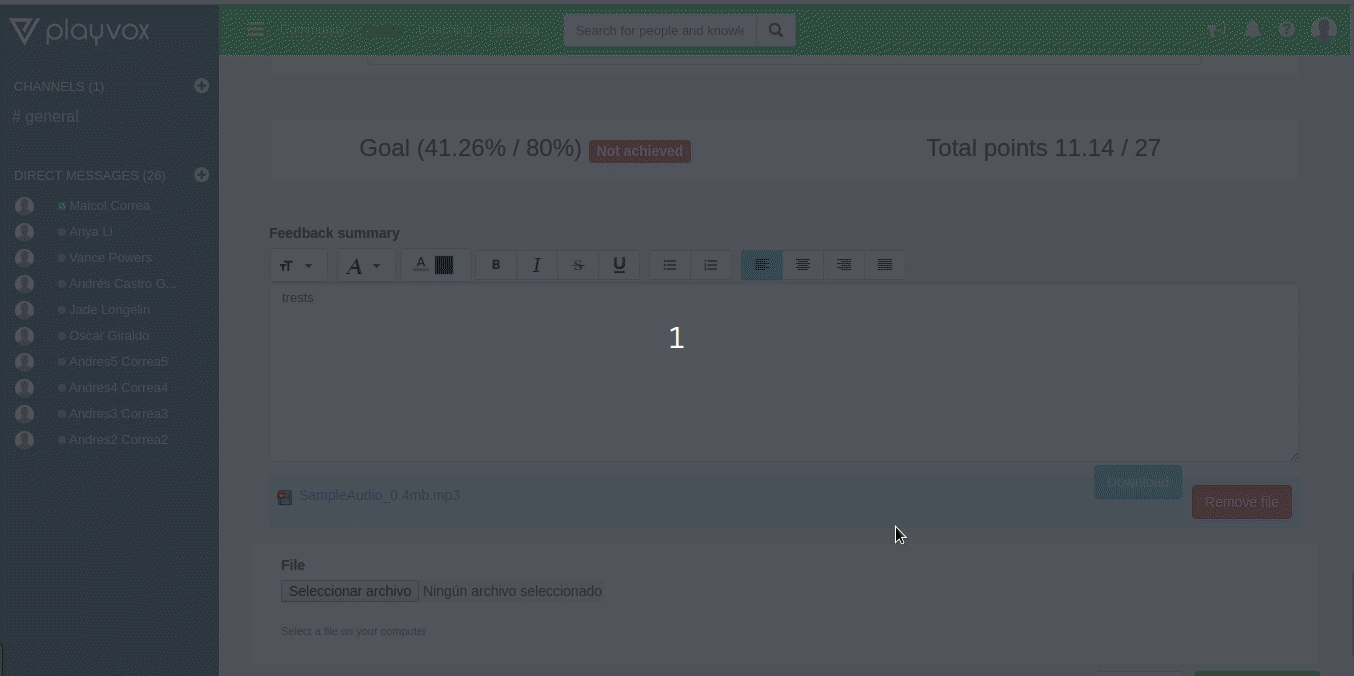 playvox
Community Coaching Learning Search for people and knowle
CHANNELS (1)
# general
DIRECT MESSAGES (26)
Maicol Correa
Anya Li
Vance Powers
Andrés Castro G...
Jade Longelin
Oscar Giraldo
Andres5 Correa5
Andres4 Correa4
Andres3 Correa3
Andres2 Correa2
Goal (41.26% / 80%) Not achieved Total points 11.14 / 27
Feedback summary
trests
1
SampleAudio_0.4mb.mp3 Download Remove file
File
Seleccionar archivo Ningún archivo seleccionado
Select a file on your computer